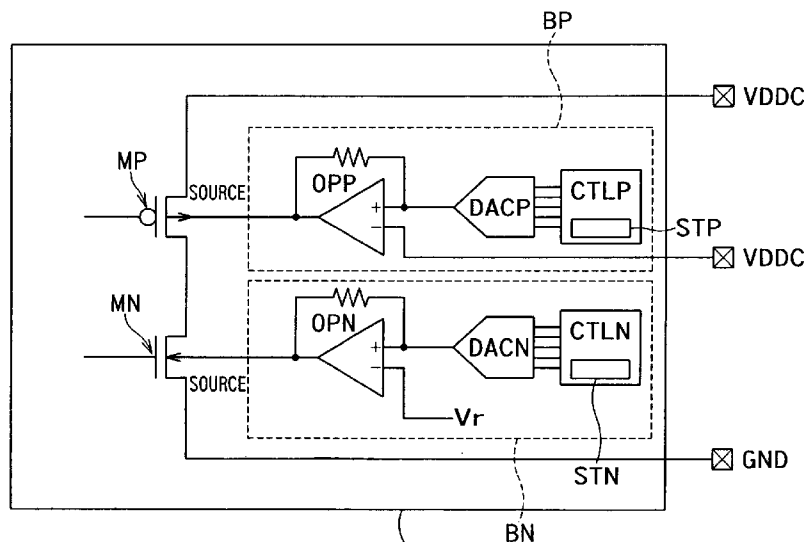 BP
VDDC
MP
SOURCE
OPP
+
−
DACP
CTLP
STP
VDDC
MN
SOURCE
OPN
+
−
DACN
CTLN
Vr
STN
GND
BN